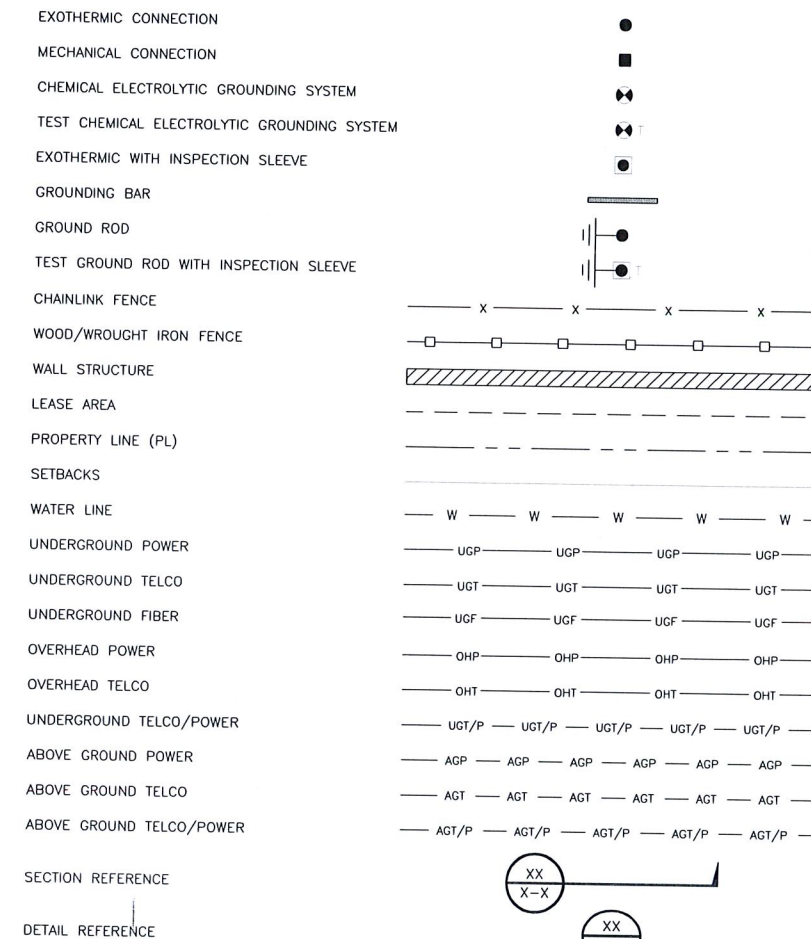 EXOTHERMIC CONNECTION
MECHANICAL CONNECTION
CHEMICAL ELECTROLYTIC GROUNDING SYSTEM
TEST CHEMICAL ELECTROLYTIC GROUNDING SYSTEM T
EXOTHERMIC WITH INSPECTION SLEEVE
GROUNDING BAR
GROUND ROD
TEST GROUND ROD WITH INSPECTION SLEEVE T
CHAINLINK FENCE X X X X
WOOD/WROUGHT IRON FENCE
WALL STRUCTURE
LEASE AREA
PROPERTY LINE (PL)
SETBACKS
WATER LINE W W W W W
UNDERGROUND POWER UGP UGP UGP UGP
UNDERGROUND TELCO UGT UGT UGT UGT
UNDERGROUND FIBER UGF UGF UGF UGF
OVERHEAD POWER OHP OHP OHP OHP
OVERHEAD TELCO OHT OHT OHT OHT
UNDERGROUND TELCO/POWER UGT/P UGT/P UGT/P UGT/P UGT/P
ABOVE GROUND POWER AGP AGP AGP AGP AGP AGP
ABOVE GROUND TELCO AGT AGT AGT AGT AGT AGT
ABOVE GROUND TELCO/POWER AGT/P AGT/P AGT/P AGT/P AGT/P
SECTION REFERENCE XX
X-X
DETAIL REFERENCE XX